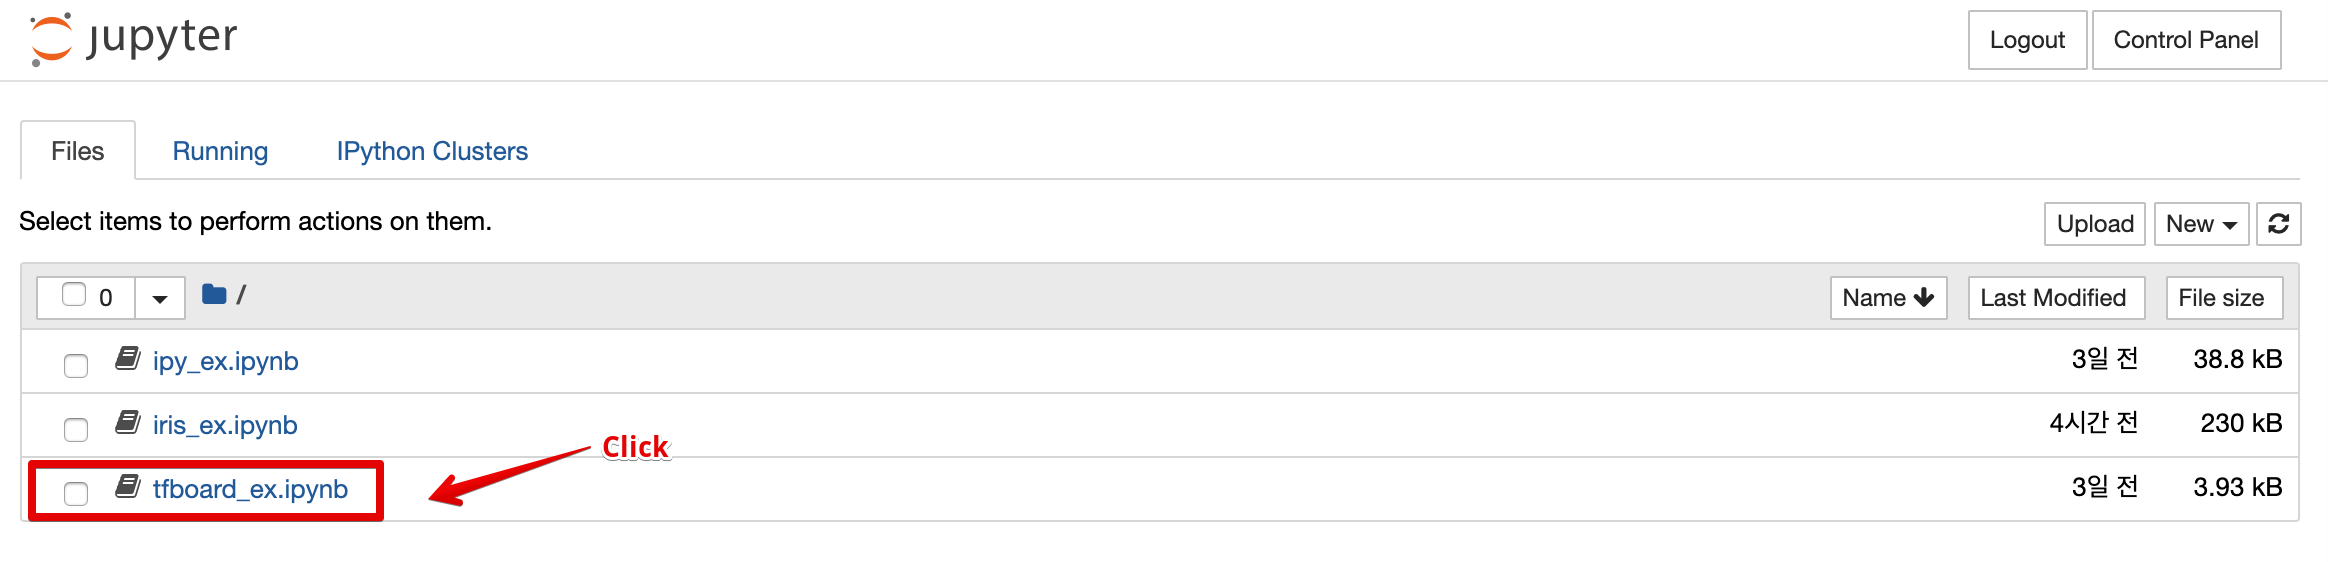 jupyter
Logout
Control Panel
Files
Running
IPython Clusters
Select items to perform actions on them.
Upload
New
0
/
Name
Last Modified
File size
ipy_ex.ipynb
3일 전
38.8 kB
iris_ex.ipynb
4시간 전
230 kB
Click
tfboard_ex.ipynb
3일 전
3.93 kB